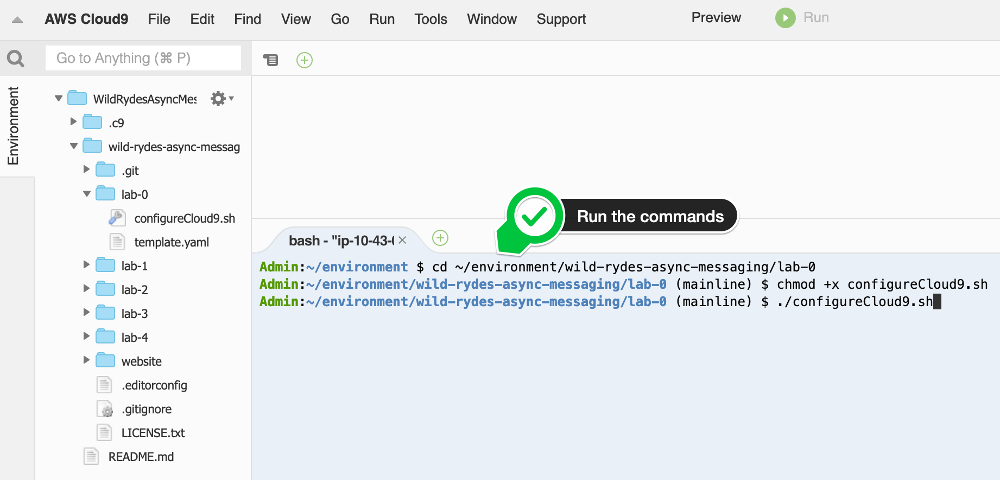 AWS Cloud9 File Edit Find View Go Run Tools Window Support Preview Run
Go to Anything (⌘ P)
Environment
WildRydesAsyncMes
.c9
wild-rydes-async-messag
.git
lab-0
configureCloud9.sh
template.yaml
lab-1
lab-2
lab-3
lab-4
website
.editorconfig
.gitignore
LICENSE.txt
README.md
Run the commands
bash - "ip-10-43-
Admin:~/environment $ cd ~/environment/wild-rydes-async-messaging/lab-0
Admin:~/environment/wild-rydes-async-messaging/lab-0 (mainline) $ chmod +x configureCloud9.sh
Admin:~/environment/wild-rydes-async-messaging/lab-0 (mainline) $ ./configureCloud9.sh